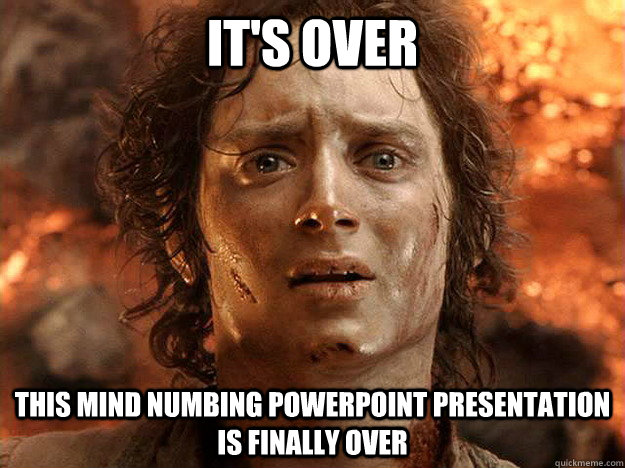 IT'S OVER
THIS MIND NUMBING POWERPOINT PRESENTATION
IS FINALLY OVER
quickmeme.com